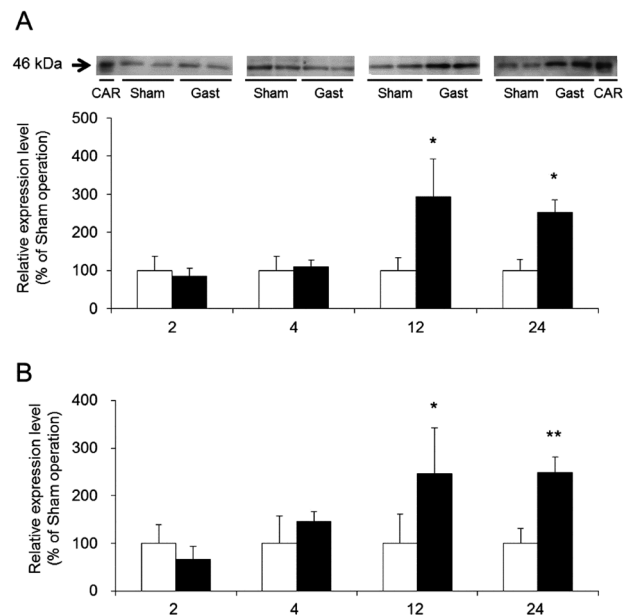 A
46 kDa
CAR Sham Gast Sham Gast Sham Gast Sham Gast CAR
Relative expression level
(% of Sham operation)
500
400
300
200
100
0
*
*
2 4 12 24
B
Relative expression level
(% of Sham operation)
400
300
200
100
0
*
**
2 4 12 24